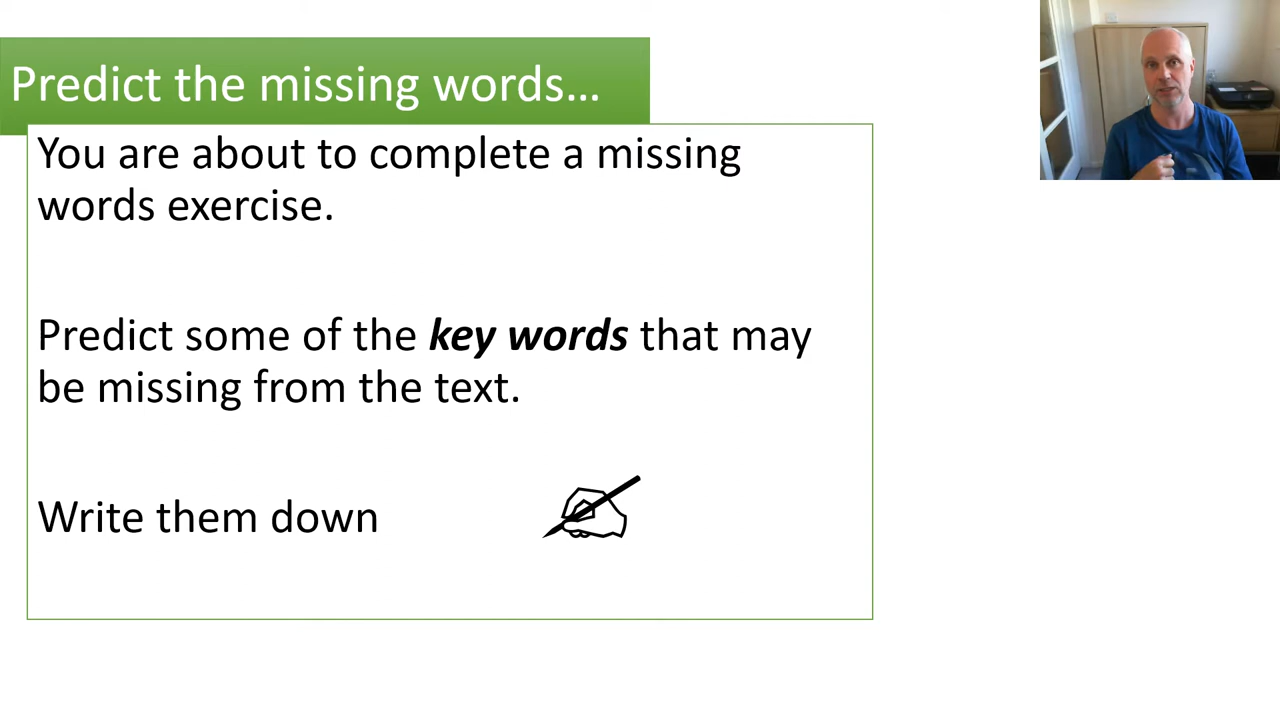 Predict the missing words...
You are about to complete a missing
words exercise.
Predict some of the key words that may
be missing from the text.
Write them down